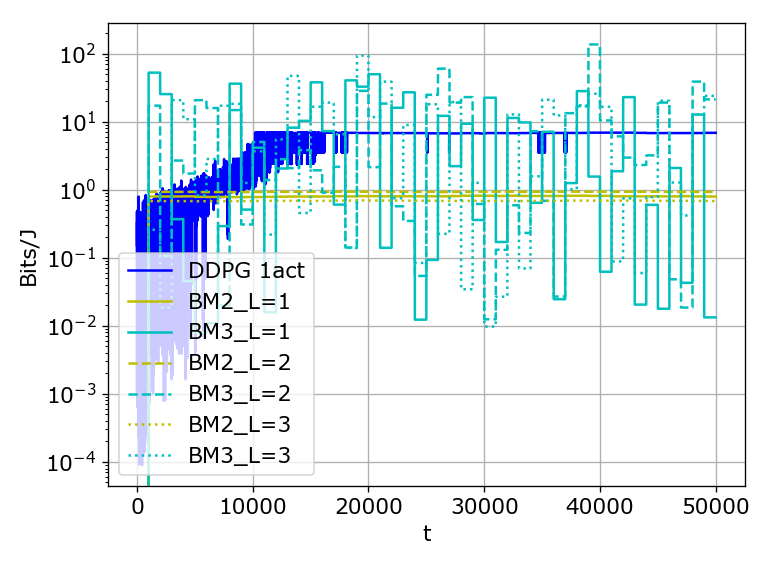 10²
10¹
10⁰
10⁻¹
10⁻²
10⁻³
10⁻⁴
Bits/J
DDPG 1act
BM2_L=1
BM3_L=1
BM2_L=2
BM3_L=2
BM2_L=3
BM3_L=3
0 10000 20000 30000 40000 50000
t